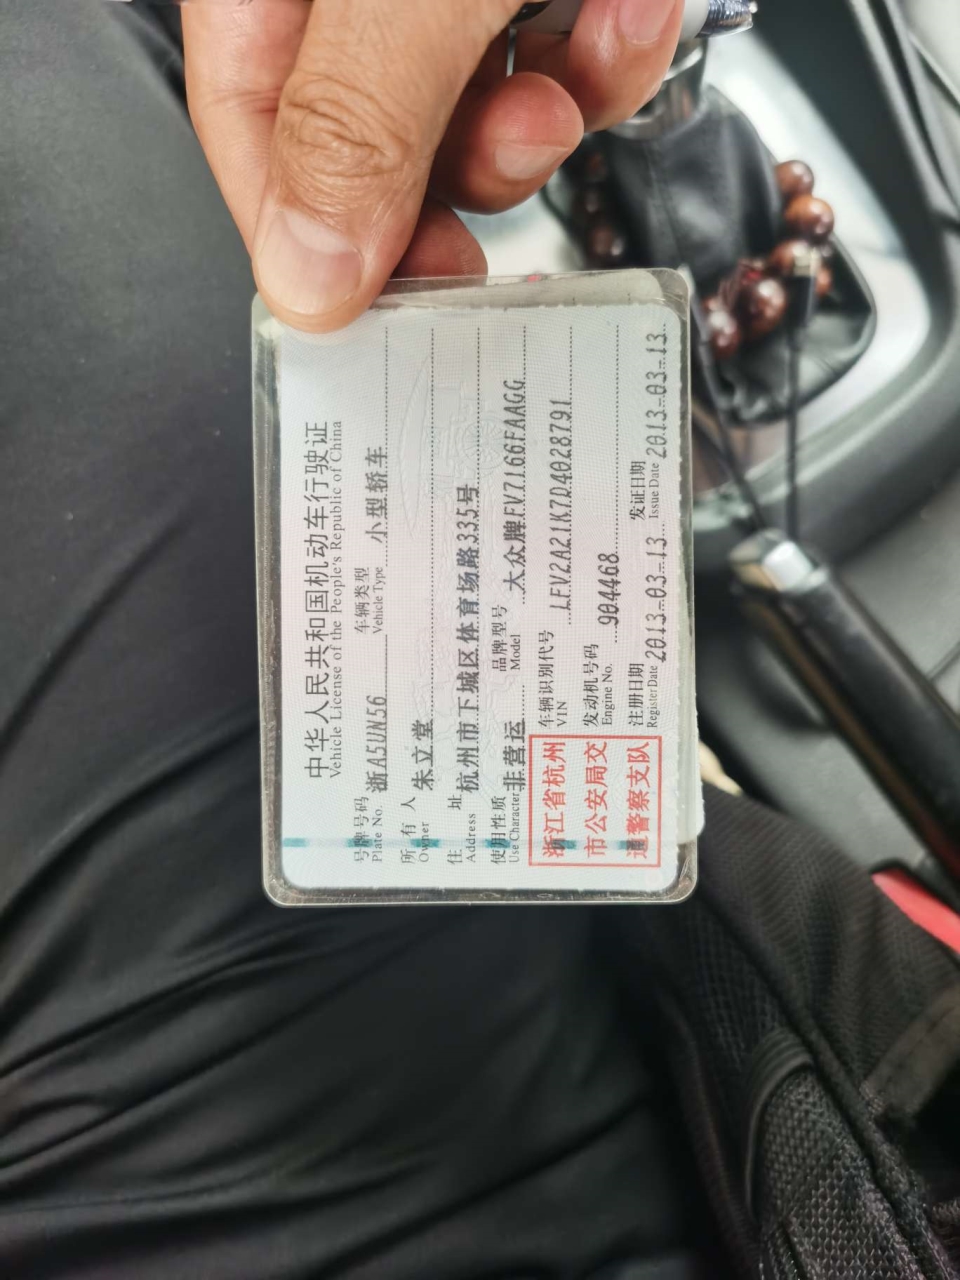 中华人民共和国机动车行驶证
Vehicle License of the People's Republic of China
号牌号码 浙A5UN56 车辆类型 小型轿车
Plate No. Vehicle Type
所有人 朱立堂
Owner
住址 杭州市下城区体育场路335号
Address
使用性质 非营运 品牌型号 大众牌FV7166FAAGG
Use Character Model
浙江省杭州
市公安局交
通警察支队
车辆识别代号 LFV2A21K7D4028791
VIN
发动机号码 904468
Engine No.
注册日期 2013-03-13 发证日期 2013-03-13
Register Date Issue Date